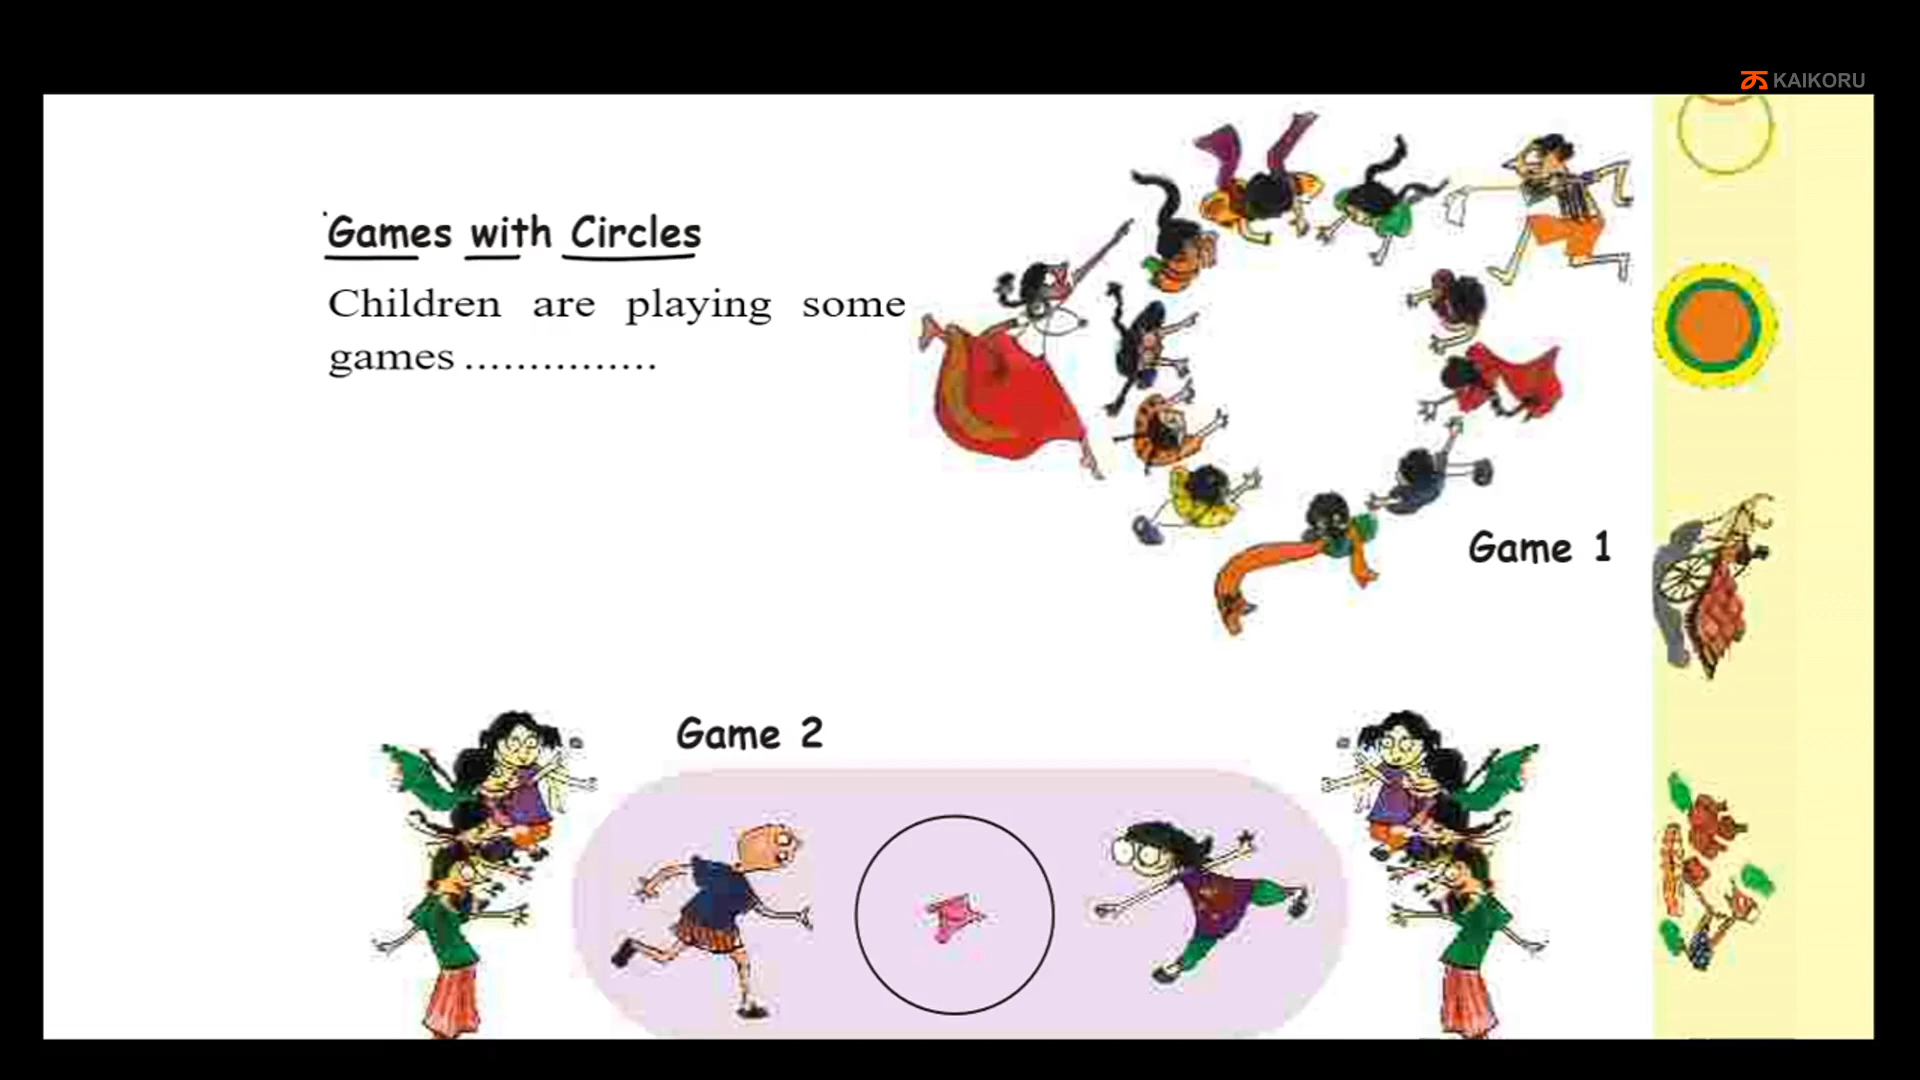 KAIKORU
Games with Circles
Children are playing some
games ...............
Game 1
Game 2